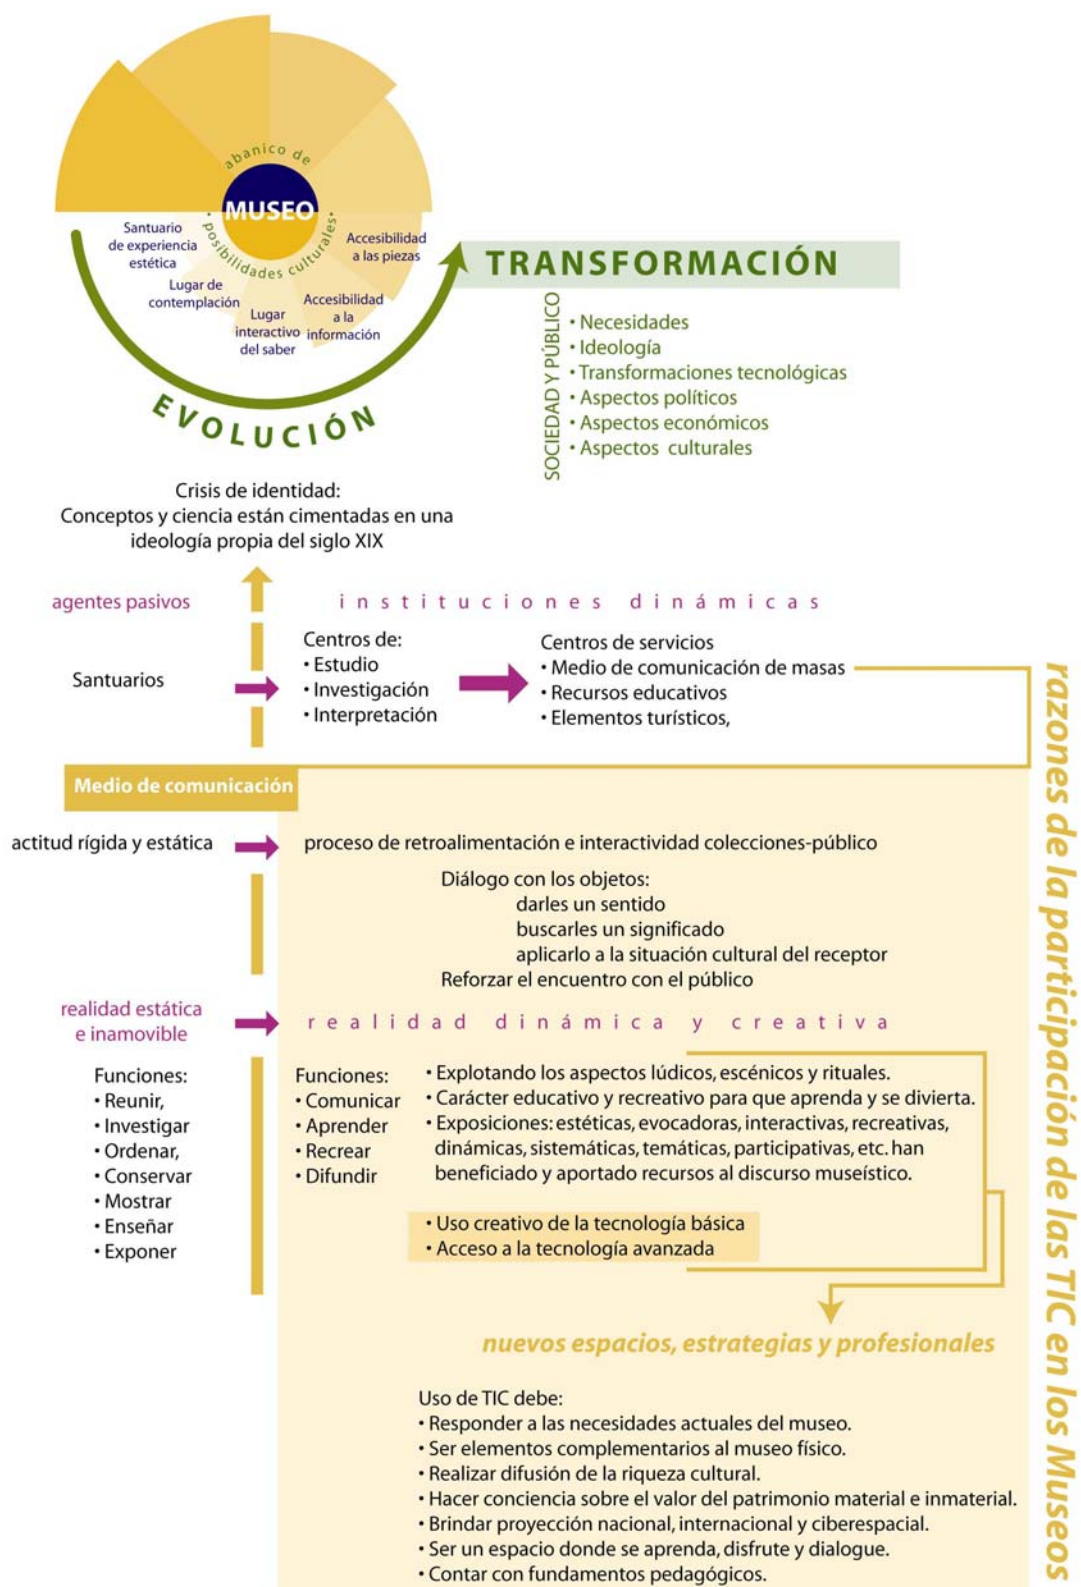 abanico de
MUSEO
posibilidades culturales
Santuario
de experiencia
estética
Lugar de
contemplación
Lugar
interactivo
del saber
Accesibilidad
a la
información
Accesibilidad
a las piezas
EVOLUCIÓN
TRANSFORMACIÓN
SOCIEDAD Y PÚBLICO
• Necesidades
• Ideología
• Transformaciones tecnológicas
• Aspectos políticos
• Aspectos económicos
• Aspectos culturales
Crisis de identidad:
Conceptos y ciencia están cimentadas en una
ideología propia del siglo XIX
agentes pasivos
instituciones dinámicas
Santuarios
Centros de:
• Estudio
• Investigación
• Interpretación
Centros de servicios
• Medio de comunicación de masas
• Recursos educativos
• Elementos turísticos,
razones de la participación de las TIC en los Museos
Medio de comunicación
actitud rígida y estática
proceso de retroalimentación e interactividad colecciones-público
Diálogo con los objetos:
darles un sentido
buscarles un significado
aplicarlo a la situación cultural del receptor
Reforzar el encuentro con el público
realidad estática
e inamovible
realidad dinámica y creativa
Funciones:
• Reunir,
• Investigar
• Ordenar,
• Conservar
• Mostrar
• Enseñar
• Exponer
Funciones:
• Comunicar
• Aprender
• Recrear
• Difundir
• Explotando los aspectos lúdicos, escénicos y rituales.
• Carácter educativo y recreativo para que aprenda y se divierta.
• Exposiciones: estéticas, evocadoras, interactivas, recreativas,
dinámicas, sistemáticas, temáticas, participativas, etc. han
beneficiado y aportado recursos al discurso museístico.
• Uso creativo de la tecnología básica
• Acceso a la tecnología avanzada
nuevos espacios, estrategias y profesionales
Uso de TIC debe:
• Responder a las necesidades actuales del museo.
• Ser elementos complementarios al museo físico.
• Realizar difusión de la riqueza cultural.
• Hacer conciencia sobre el valor del patrimonio material e inmaterial.
• Brindar proyección nacional, internacional y ciberespacial.
• Ser un espacio donde se aprenda, disfrute y dialogue.
• Contar con fundamentos pedagógicos.